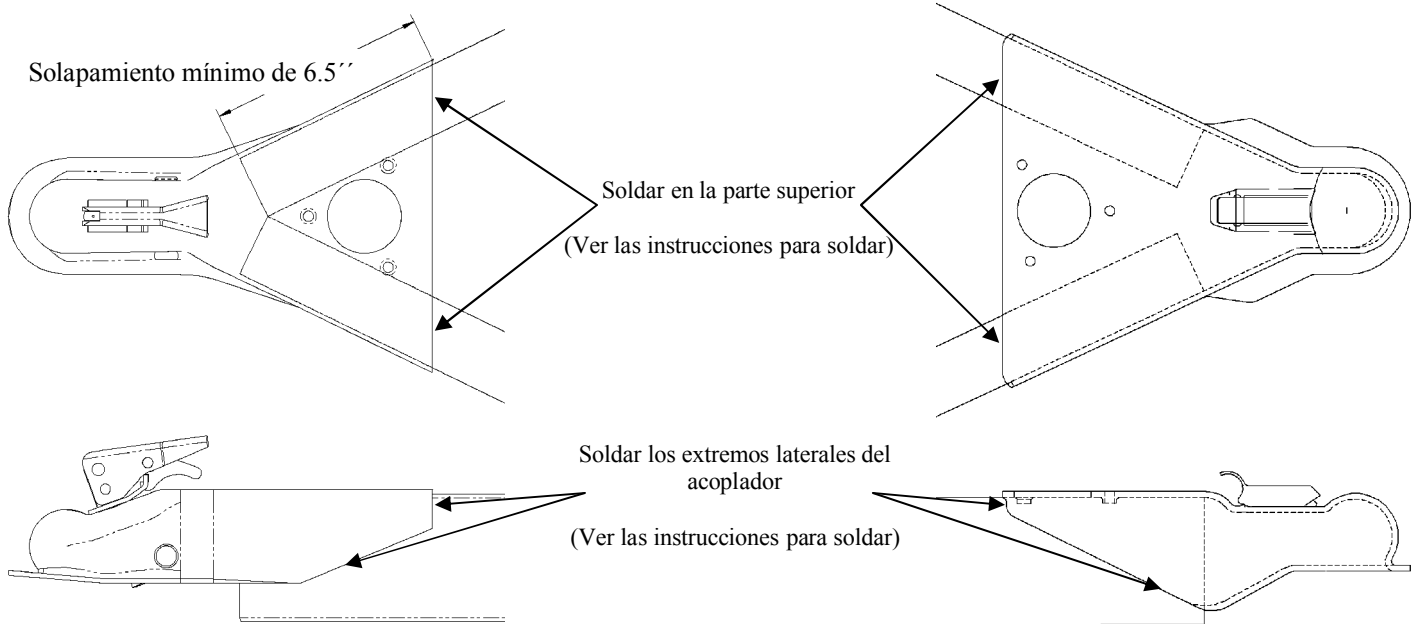 Solapamiento mínimo de 6.5´´
Soldar en la parte superior
(Ver las instrucciones para soldar)
Soldar los extremos laterales del
acoplador
(Ver las instrucciones para soldar)